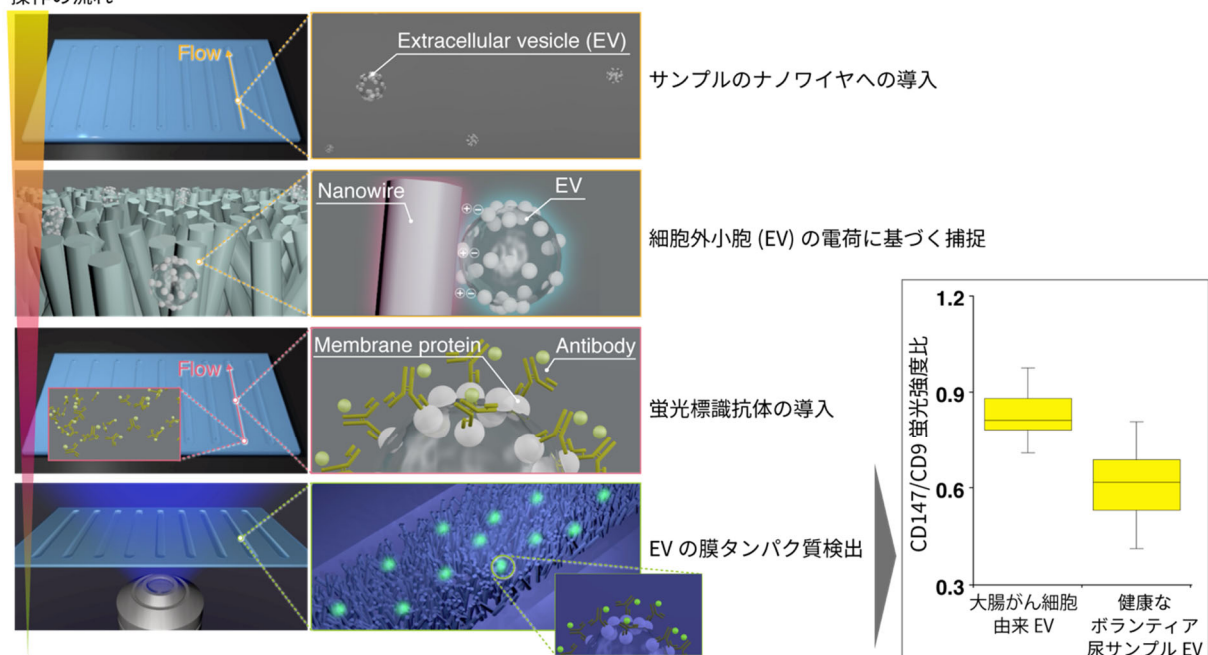 操作の流れ
Flow
Extracellular vesicle (EV)
サンプルのナノワイヤへの導入
Nanowire
EV
細胞外小胞 (EV) の電荷に基づく捕捉
Flow
Membrane protein
Antibody
蛍光標識抗体の導入
EV の膜タンパク質検出
CD147/CD9 蛍光強度比
1.2
0.9
0.6
0.3
大腸がん細胞
由来 EV
健康な
ボランティア
尿サンプル EV